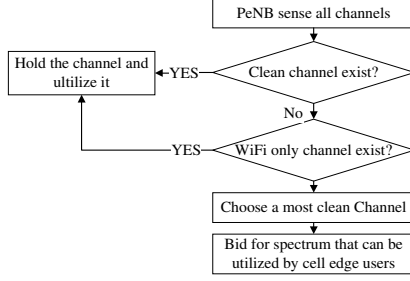 PeNB sense all channels
Hold the channel and
ultilize it
YES
Clean channel exist?
No
YES
WiFi only channel exist?
Choose a most clean Channel
Bid for spectrum that can be
utilized by cell edge users